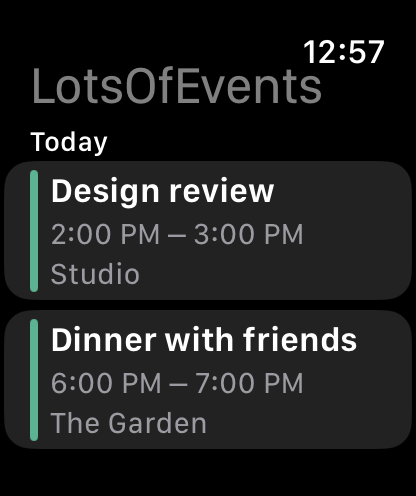 12:57
LotsOfEvents
Today
Design review
2:00 PM – 3:00 PM
Studio
Dinner with friends
6:00 PM – 7:00 PM
The Garden